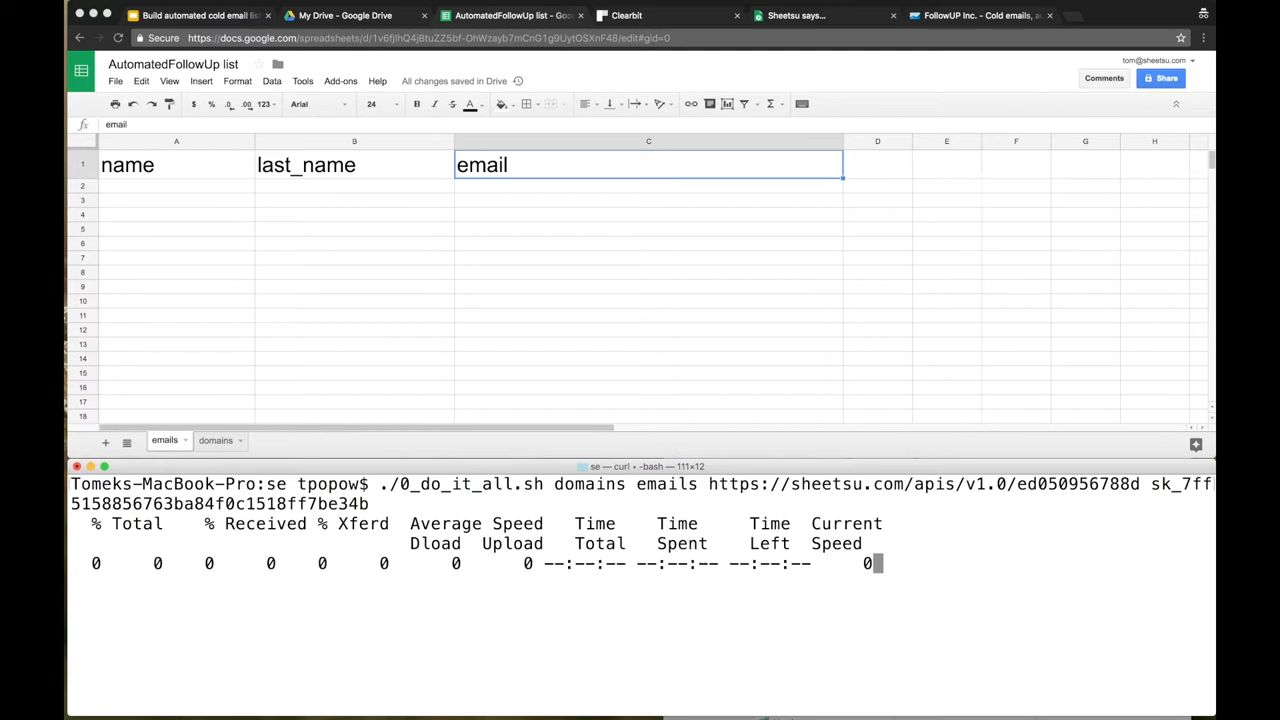 Build automated cold email list
My Drive - Google Drive
AutomatedFollowUp list - Goo
Clearbit
Sheetsu says...
FollowUP Inc. - Cold emails, a
Secure https://docs.google.com/spreadsheets/d/1v6fjIhQ4jBtuZZ5bf-OhWzayb7mCnG1g9UytOSXnF48/edit#gid=0
AutomatedFollowUp list
tom@sheetsu.com
File Edit View Insert Format Data Tools Add-ons Help All changes saved in Drive
Comments Share
$ % .0 .00 123 Arial 24 B I S A
fx email
A B C D E F G H
1 name last_name email
2
3
4
5
6
7
8
9
10
11
12
13
14
15
16
17
18
emails domains
se — curl • -bash — 111×12
Tomeks-MacBook-Pro:se tpopow$ ./0_do_it_all.sh domains emails https://sheetsu.com/apis/v1.0/ed050956788d sk_7ff
5158856763ba84f0c1518ff7be34b
% Total % Received % Xferd Average Speed Time Time Time Current
Dload Upload Total Spent Left Speed
0 0 0 0 0 0 0 0 --:--:-- --:--:-- --:--:-- 0